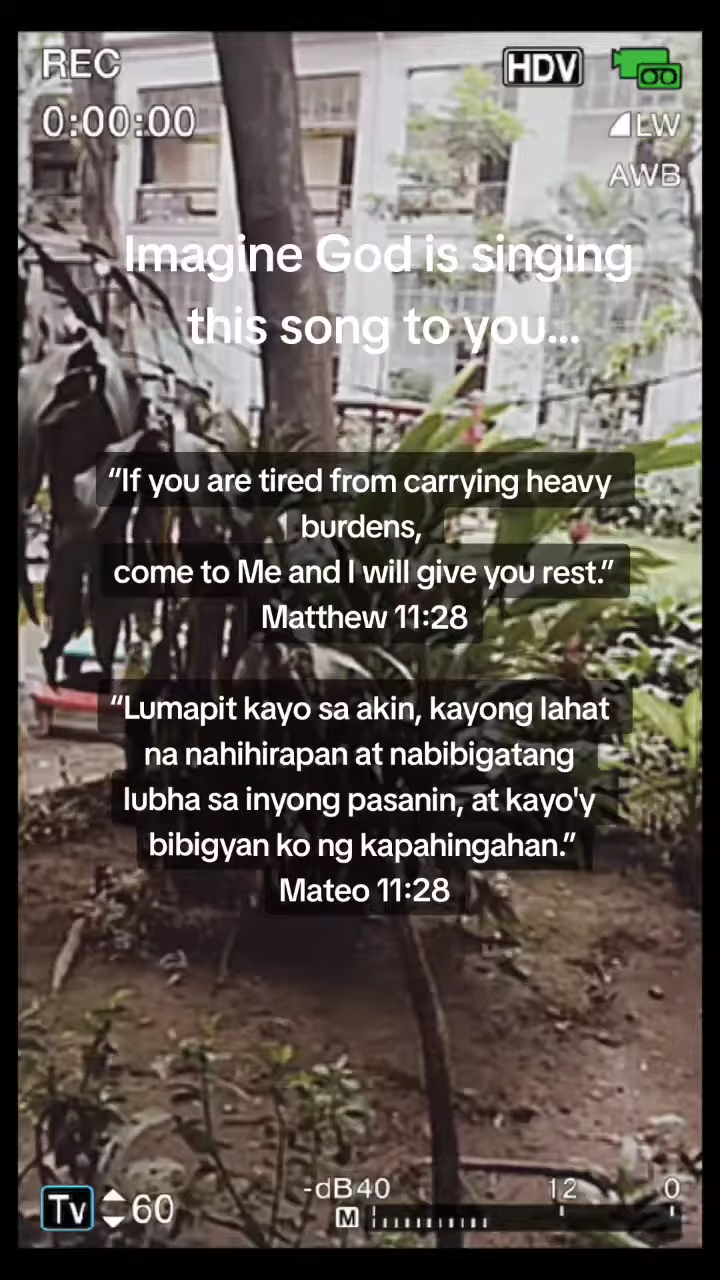 REC
HDV
0:00:00
LW
AWB
Imagine God is singing
this song to you...
“If you are tired from carrying heavy
burdens,
come to Me and I will give you rest.”
Matthew 11:28
“Lumapit kayo sa akin, kayong lahat
na nahihirapan at nabibigatang
lubha sa inyong pasanin, at kayo'y
bibigyan ko ng kapahingahan.”
Mateo 11:28
-dB40 12 0
Tv 60
M